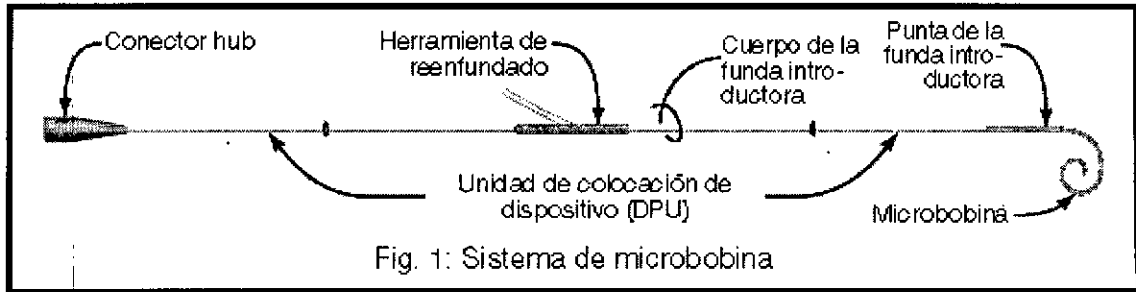 Conector hub
Herramienta de
reenfundado
Cuerpo de la
funda intro-
ductora
Punta de la
funda intro-
ductora
Unidad de colocación de
dispositivo (DPU)
Microbobina
Fig. 1: Sistema de microbobina